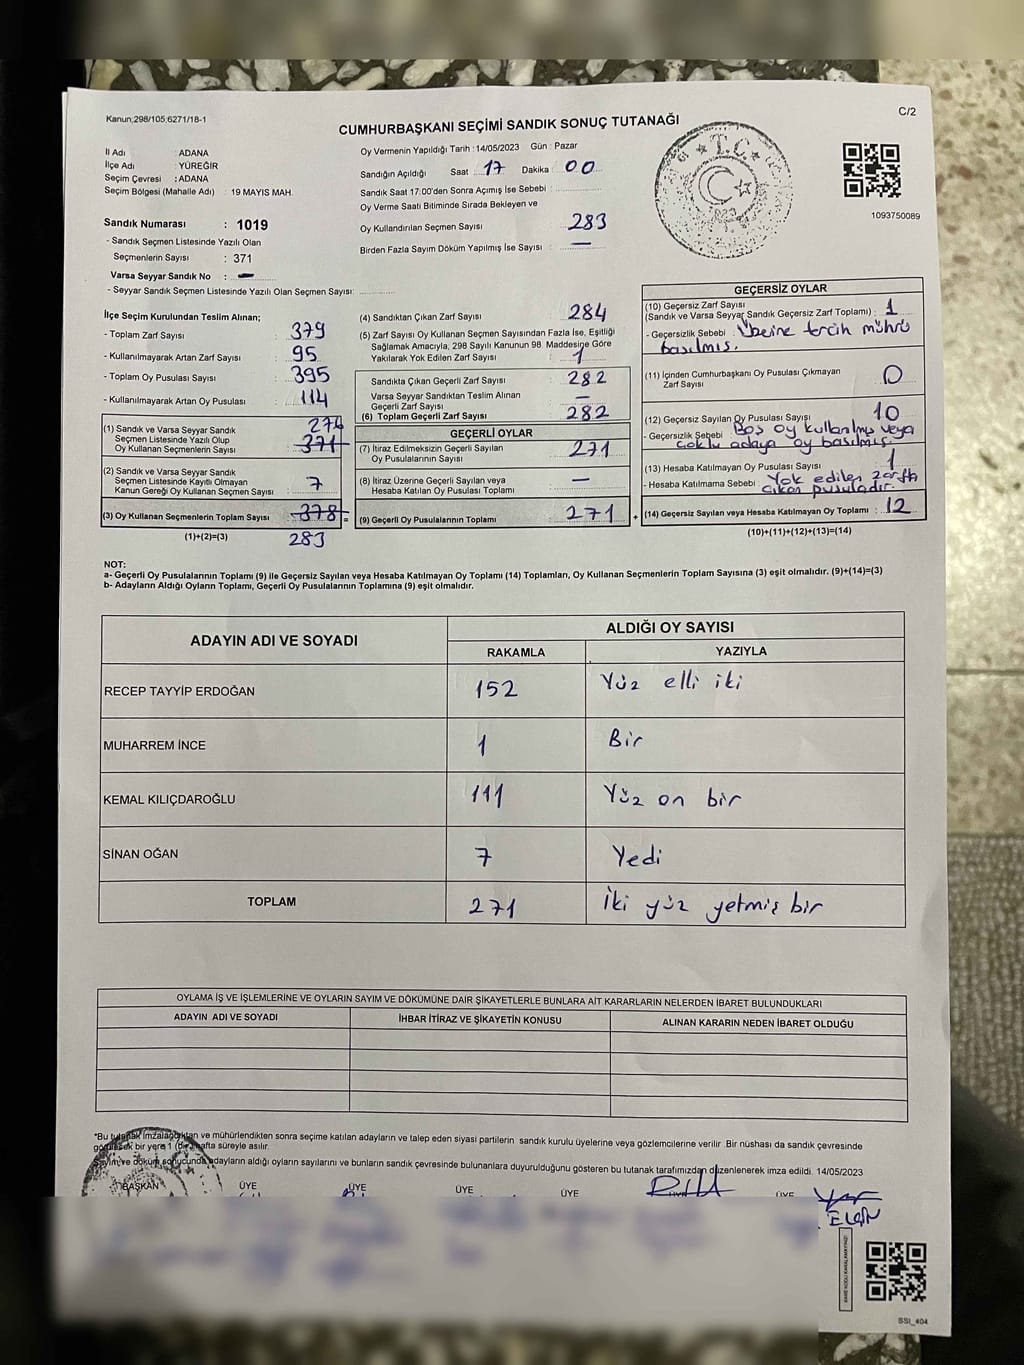 Kanun;298/105;6271/18-1
C/2
CUMHURBAŞKANI SEÇİMİ SANDIK SONUÇ TUTANAĞI
İl Adı : ADANA
İlçe Adı : YÜREĞİR
Seçim Çevresi : ADANA
Seçim Bölgesi (Mahalle Adı) : 19 MAYIS MAH.
Sandık Numarası : 1019
- Sandık Seçmen Listesinde Yazılı Olan
Seçmenlerin Sayısı : 371
Varsa Seyyar Sandık No : —
- Seyyar Sandık Seçmen Listesinde Yazılı Olan Seçmen Sayısı:
Oy Vermenin Yapıldığı Tarih : 14/05/2023 Gün : Pazar
Sandığın Açıldığı Saat 17 Dakika 00
Sandık Saat 17:00'den Sonra Açımış İse Sebebi :
Oy Verme Saati Bitiminde Sırada Bekleyen ve
Oy Kullandırılan Seçmen Sayısı 283
Birden Fazla Sayım Döküm Yapılmış İse Sayısı : —
T.C.
1093750089
İlçe Seçim Kurulundan Teslim Alınan;
- Toplam Zarf Sayısı : 379
- Kullanılmayarak Artan Zarf Sayısı : 95
- Toplam Oy Pusulası Sayısı : 395
- Kullanılmayarak Artan Oy Pusulası : 114
(1) Sandık ve Varsa Seyyar Sandık 276
Seçmen Listesinde Yazılı Olup 371
Oy Kullanan Seçmenlerin Sayısı
(2) Sandık ve Varsa Seyyar Sandık
Seçmen Listesinde Kayıtlı Olmayan 7
Kanun Gereği Oy Kullanan Seçmen Sayısı
(3) Oy Kullanan Seçmenlerin Toplam Sayısı 378 =
(1)+(2)=(3) 283
(4) Sandıktan Çıkan Zarf Sayısı 284
(5) Zarf Sayısı Oy Kullanan Seçmen Sayısından Fazla İse, Eşitliği
Sağlamak Amacıyla, 298 Sayılı Kanunun 98. Maddesine Göre
Yakılarak Yok Edilen Zarf Sayısı 1
Sandıkta Çıkan Geçerli Zarf Sayısı 282
Varsa Seyyar Sandıktan Teslim Alınan
Geçerli Zarf Sayısı —
(6) Toplam Geçerli Zarf Sayısı 282
GEÇERLİ OYLAR
(7) İtiraz Edilmeksizin Geçerli Sayılan
Oy Pusulalarının Sayısı 271
(8) İtiraz Üzerine Geçerli Sayılan veya
Hesaba Katılan Oy Pusulası Toplamı —
(9) Geçerli Oy Pusulalarının Toplamı 271 +
GEÇERSİZ OYLAR
(10) Geçersiz Zarf Sayısı
(Sandık ve Varsa Seyyar Sandık Geçersiz Zarf Toplamı) : 1
- Geçersizlik Sebebi Üzerine tercih mührü
basılmış.
(11) İçinden Cumhurbaşkanı Oy Pusulası Çıkmayan
Zarf Sayısı 0
(12) Geçersiz Sayılan Oy Pusulası Sayısı 10
- Geçersizlik Sebebi Boş oy kullanılmış veya
çoklu adaya oy basılmış.
(13) Hesaba Katılmayan Oy Pusulası Sayısı 1
- Hesaba Katılmama Sebebi Yok edilen zarfta
çıkan pusuladır.
(14) Geçersiz Sayılan veya Hesaba Katılmayan Oy Toplamı : 12
(10)+(11)+(12)+(13)=(14)
NOT:
a- Geçerli Oy Pusulalarının Toplamı (9) ile Geçersiz Sayılan veya Hesaba Katılmayan Oy Toplamı (14) Toplamları, Oy Kullanan Seçmenlerin Toplam Sayısına (3) eşit olmalıdır. (9)+(14)=(3)
b- Adayların Aldığı Oyların Toplamı, Geçerli Oy Pusulalarının Toplamına (9) eşit olmalıdır.
ADAYIN ADI VE SOYADI
ALDIĞI OY SAYISI
RAKAMLA YAZIYLA
RECEP TAYYİP ERDOĞAN 152 Yüz elli iki
MUHARREM İNCE 1 Bir
KEMAL KILIÇDAROĞLU 111 Yüz on bir
SİNAN OĞAN 7 Yedi
TOPLAM 271 İki yüz yetmiş bir
OYLAMA İŞ VE İŞLEMLERİNE VE OYLARIN SAYIM VE DÖKÜMÜNE DAİR ŞİKAYETLERLE BUNLARA AİT KARARLARIN NELERDEN İBARET BULUNDUKLARI
ADAYIN ADI VE SOYADI İHBAR İTİRAZ VE ŞİKAYETİN KONUSU ALINAN KARARIN NEDEN İBARET OLDUĞU
*Bu tutanak imzalandıktan ve mühürlendikten sonra seçime katılan adayların ve talep eden siyasi partilerin sandık kurulu üyelerine veya gözlemcilerine verilir. Bir nüshası da sandık çevresinde
görülecek bir yere 1 (bir) hafta süreyle asılır.
Sayım ve döküm sonucunda adayların aldığı oyların sayılarını ve bunların sandık çevresinde bulunanlara duyurulduğunu gösteren bu tutanak tarafımızdan düzenlenerek imza edildi. 14/05/2023
BAŞKAN ÜYE ÜYE ÜYE ÜYE ÜYE ÜYE
SSI_404